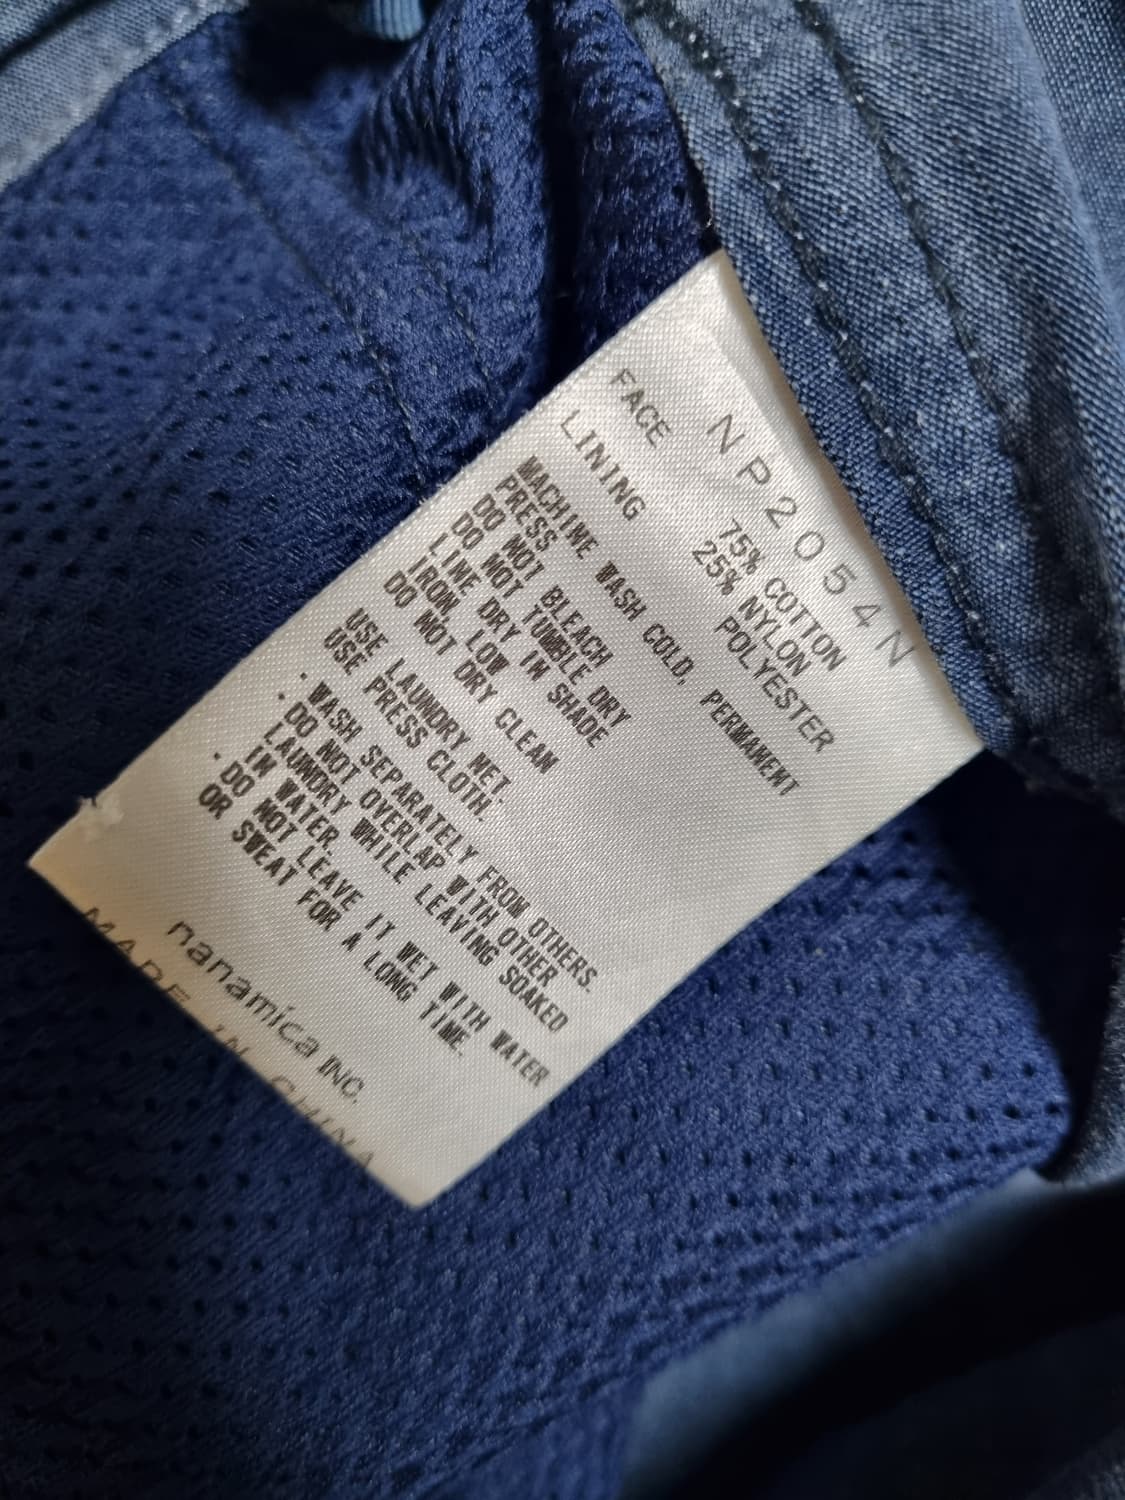 NP2054N
FACE 75% COTTON
25% NYLON
LINING POLYESTER
MACHINE WASH COLD, PERMANENT
PRESS
DO NOT BLEACH
DO NOT TUMBLE DRY
LINE DRY IN SHADE
IRON LOW
DO NOT DRY CLEAN
USE LAUNDRY NET.
USE PRESS CLOTH.
・WASH SEPARATELY FROM OTHERS.
・DO NOT OVERLAP WITH OTHER
LAUNDRY WHILE LEAVING SOAKED
IN WATER.
・DO NOT LEAVE IT WET WITH WATER
OR SWEAT FOR A LONG TIME.
nanamica INC.
MADE IN CHINA